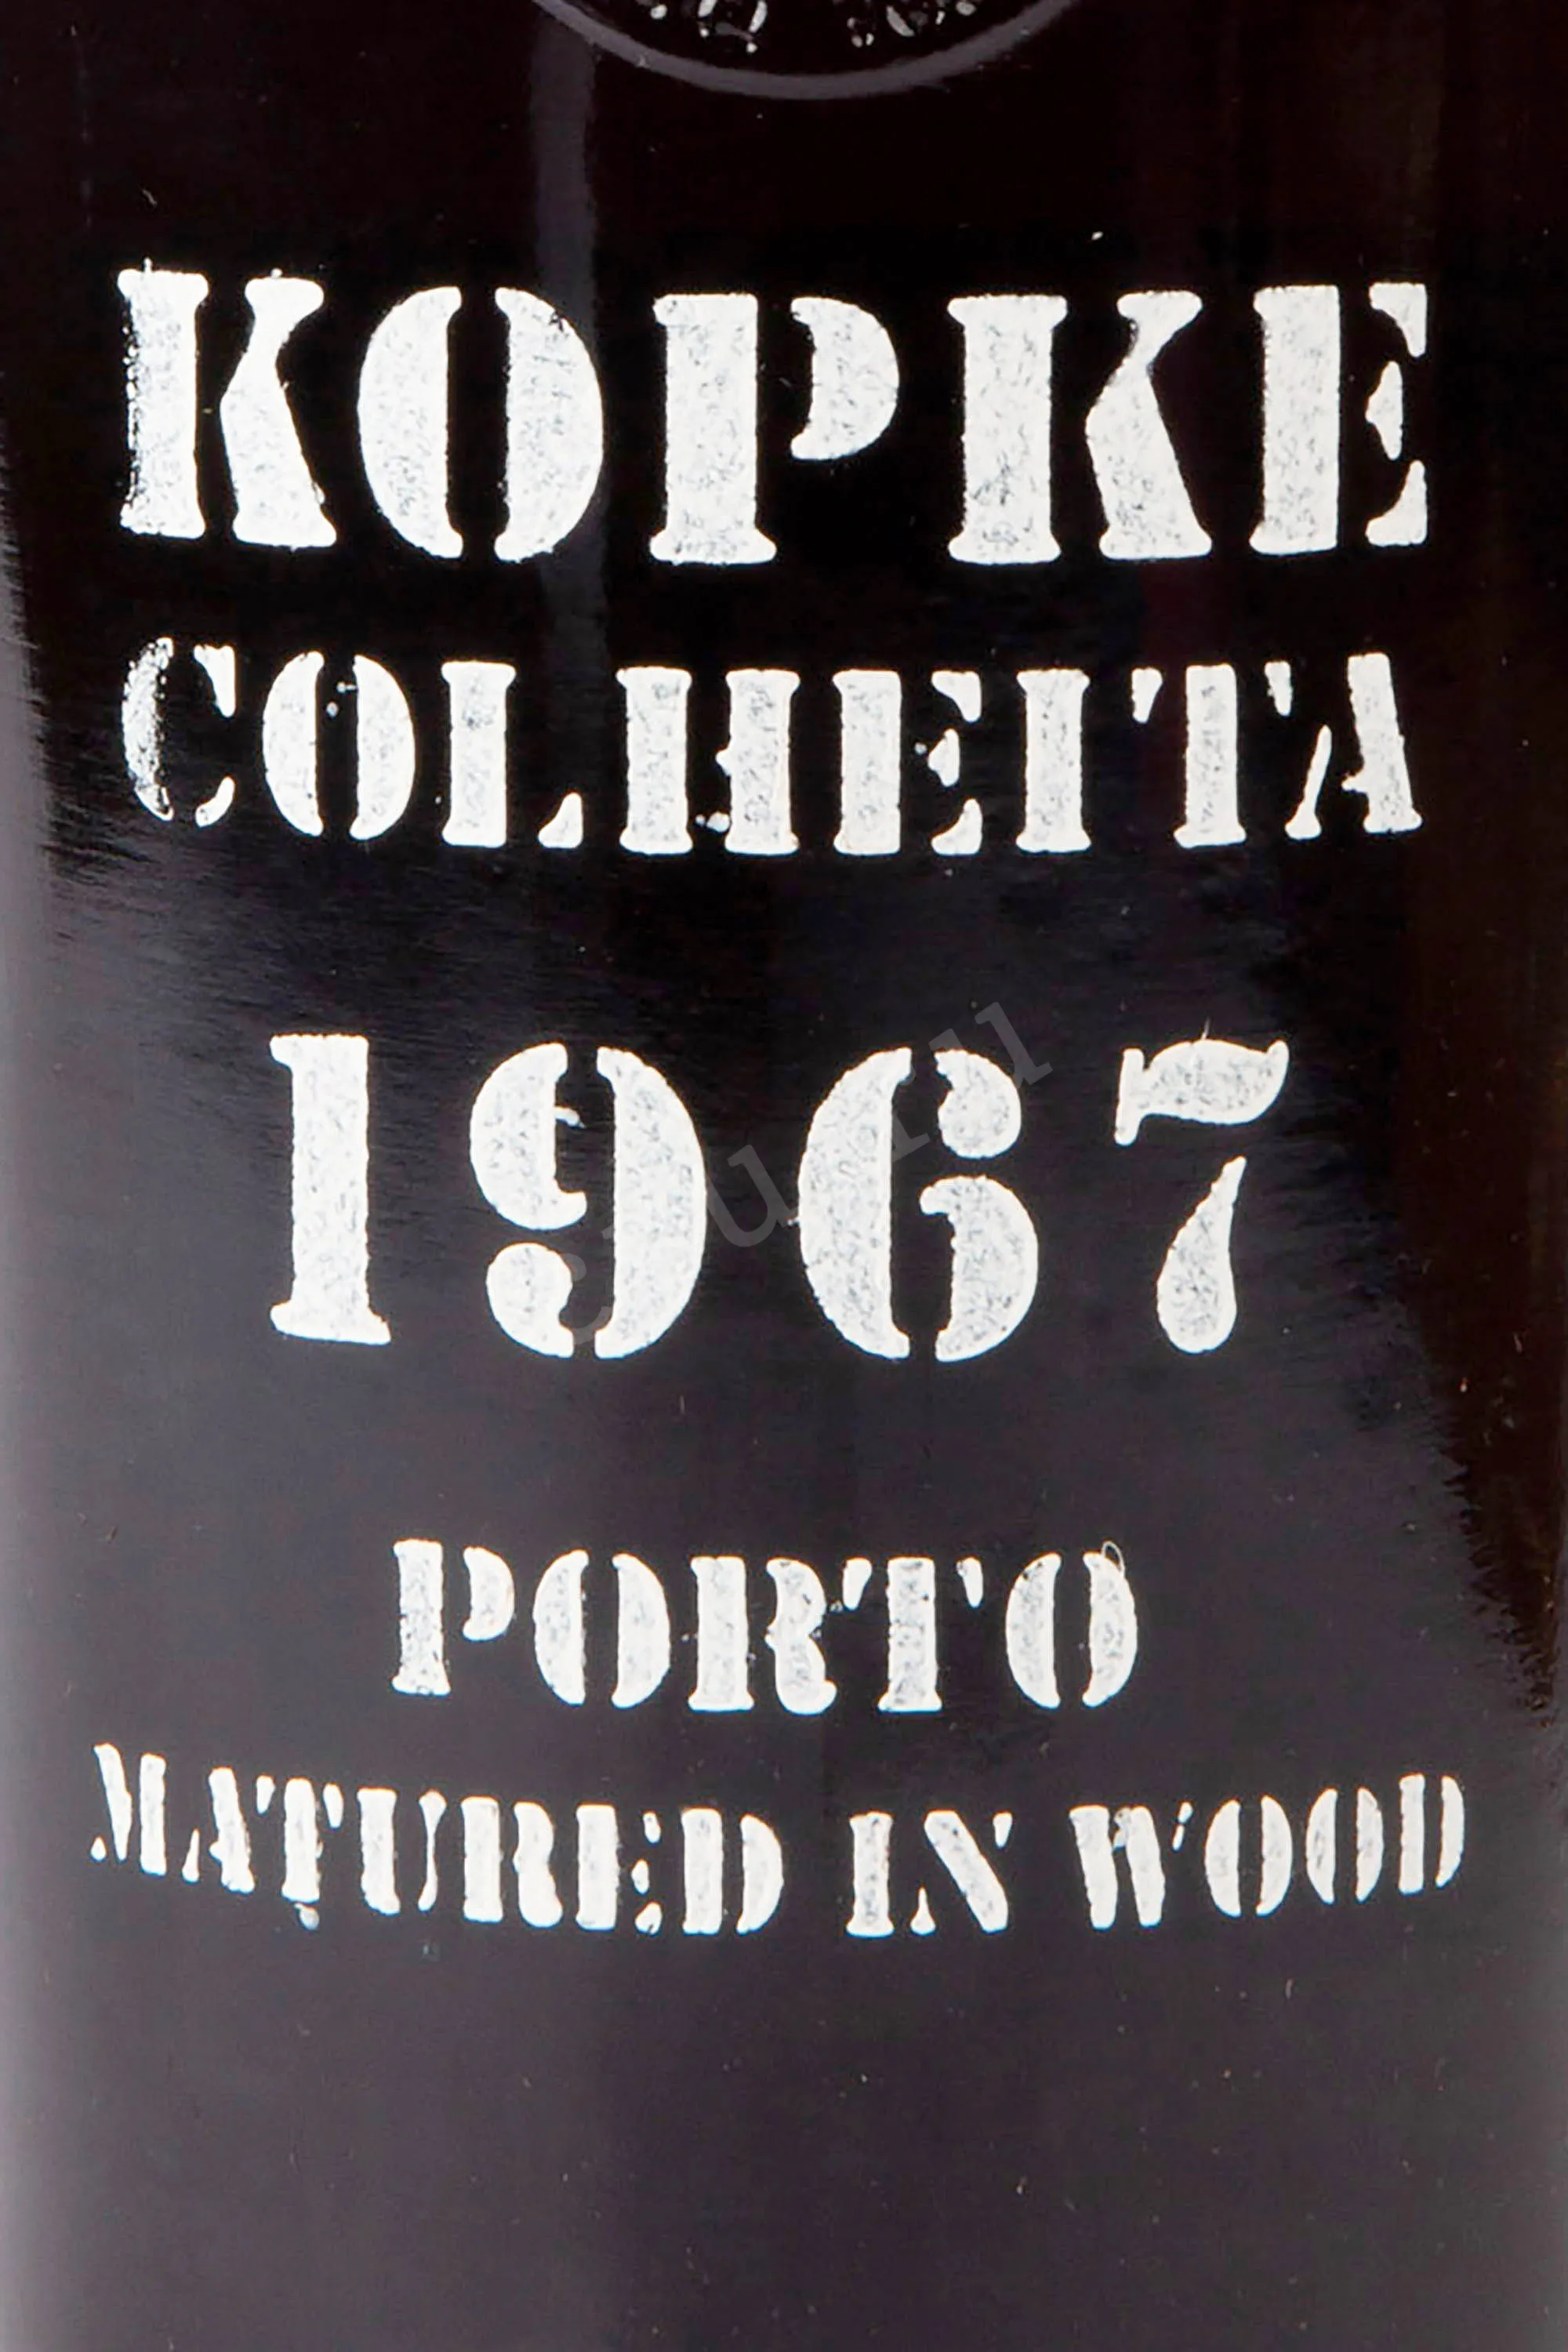 KOPKE
COLHEITA
1967
PORTO
MATURED IN WOOD